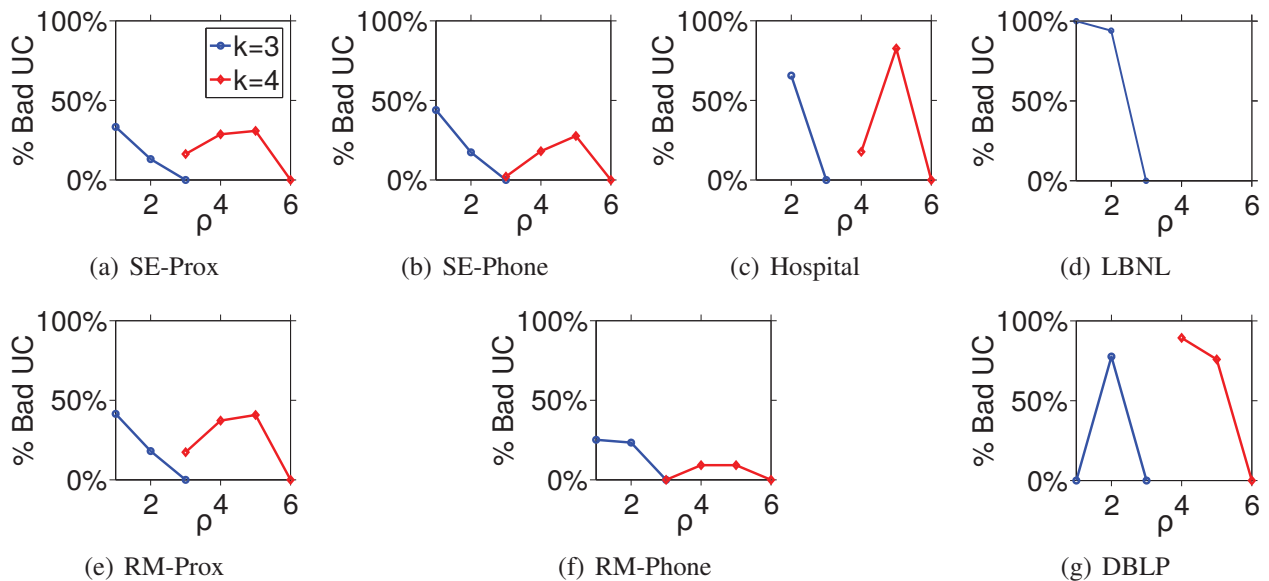 100%
50%
0%
% Bad UC
2 4 6
ρ
k=3
k=4
(a) SE-Prox
100%
50%
0%
% Bad UC
2 4 6
ρ
(b) SE-Phone
100%
50%
0%
% Bad UC
2 4 6
ρ
(c) Hospital
100%
50%
0%
% Bad UC
2 4 6
ρ
(d) LBNL
100%
50%
0%
% Bad UC
2 4 6
ρ
(e) RM-Prox
100%
50%
0%
% Bad UC
2 4 6
ρ
(f) RM-Phone
100%
50%
0%
% Bad UC
2 4 6
ρ
(g) DBLP